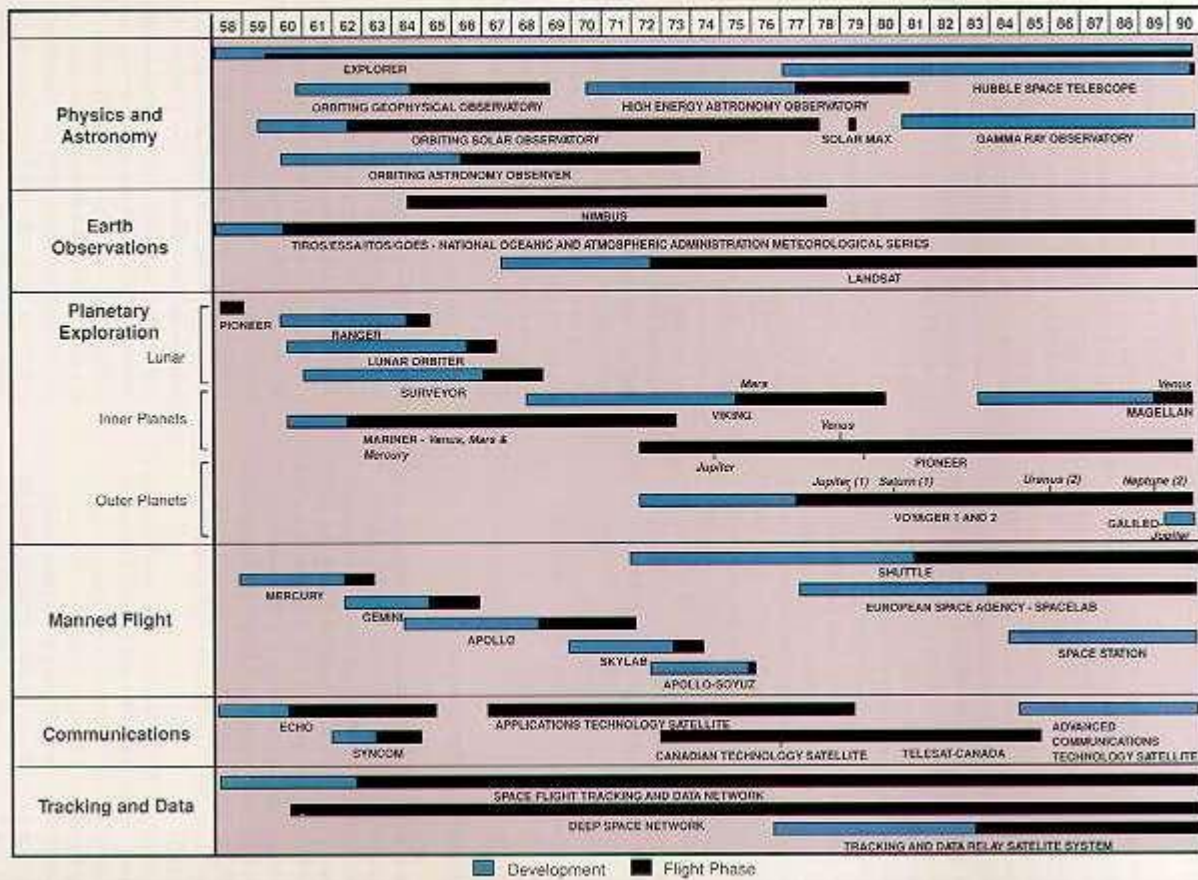 58 59 60 61 62 63 64 65 66 67 68 69 70 71 72 73 74 75 76 77 78 79 80 81 82 83 84 85 86 87 88 89 90
Physics and
Astronomy
EXPLORER
HUBBLE SPACE TELESCOPE
ORBITING GEOPHYSICAL OBSERVATORY
HIGH ENERGY ASTRONOMY OBSERVATORY
ORBITING SOLAR OBSERVATORY
SOLAR MAX
GAMMA RAY OBSERVATORY
ORBITING ASTRONOMY OBSERVER
Earth
Observations
NIMBUS
TIROS/ESSA/ITOS/GOES - NATIONAL OCEANIC AND ATMOSPHERIC ADMINISTRATION METEOROLOGICAL SERIES
LANDSAT
Planetary
Exploration
Lunar
PIONEER
RANGER
LUNAR ORBITER
SURVEYOR
Inner Planets
Mars
VIKING
Venus
MAGELLAN
MARINER - Venus, Mars &
Mercury
Venus
Jupiter
PIONEER
Outer Planets
Jupiter (1)
Saturn (1)
Uranus (2)
Neptune (2)
VOYAGER 1 AND 2
GALILEO-
Jupiter
Manned Flight
SHUTTLE
MERCURY
EUROPEAN SPACE AGENCY - SPACELAB
GEMINI
APOLLO
SKYLAB
SPACE STATION
APOLLO-SOYUZ
Communications
ECHO
APPLICATIONS TECHNOLOGY SATELLITE
SYNCOM
CANADIAN TECHNOLOGY SATELLITE
TELESAT-CANADA
ADVANCED
COMMUNICATIONS
TECHNOLOGY SATELLITE
Tracking and Data
SPACE FLIGHT TRACKING AND DATA NETWORK
DEEP SPACE NETWORK
TRACKING AND DATA RELAY SATELITE SYSTEM
Development
Flight Phase